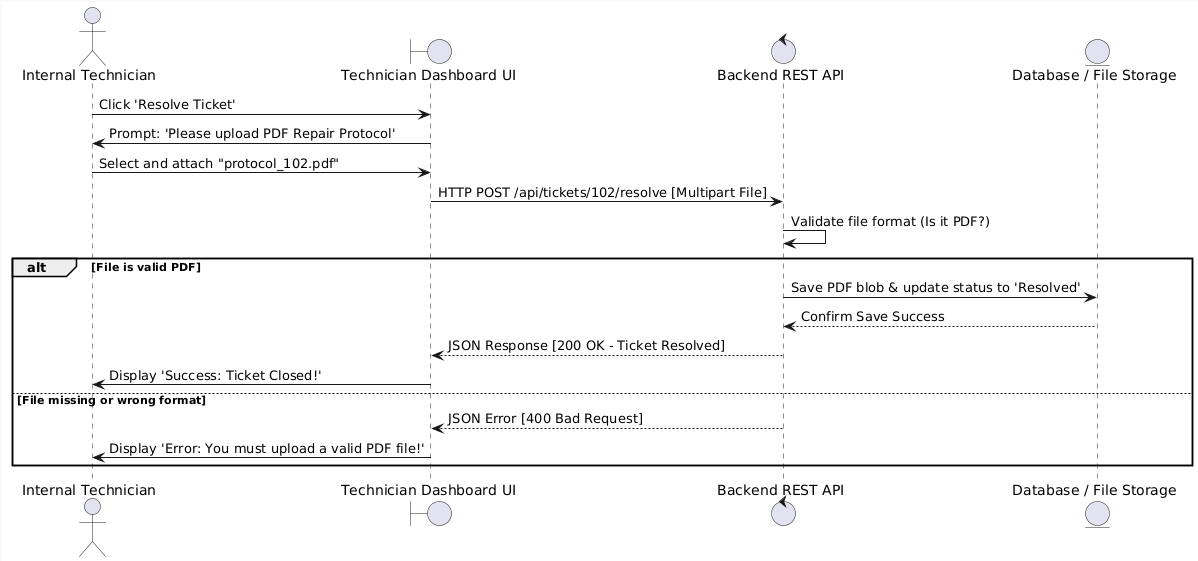 Internal Technician
Technician Dashboard UI
Backend REST API
Database / File Storage
Click 'Resolve Ticket'
Prompt: 'Please upload PDF Repair Protocol'
Select and attach "protocol_102.pdf"
HTTP POST /api/tickets/102/resolve [Multipart File]
Validate file format (Is it PDF?)
alt
[File is valid PDF]
Save PDF blob & update status to 'Resolved'
Confirm Save Success
JSON Response [200 OK - Ticket Resolved]
Display 'Success: Ticket Closed!'
[File missing or wrong format]
JSON Error [400 Bad Request]
Display 'Error: You must upload a valid PDF file!'
Internal Technician
Technician Dashboard UI
Backend REST API
Database / File Storage